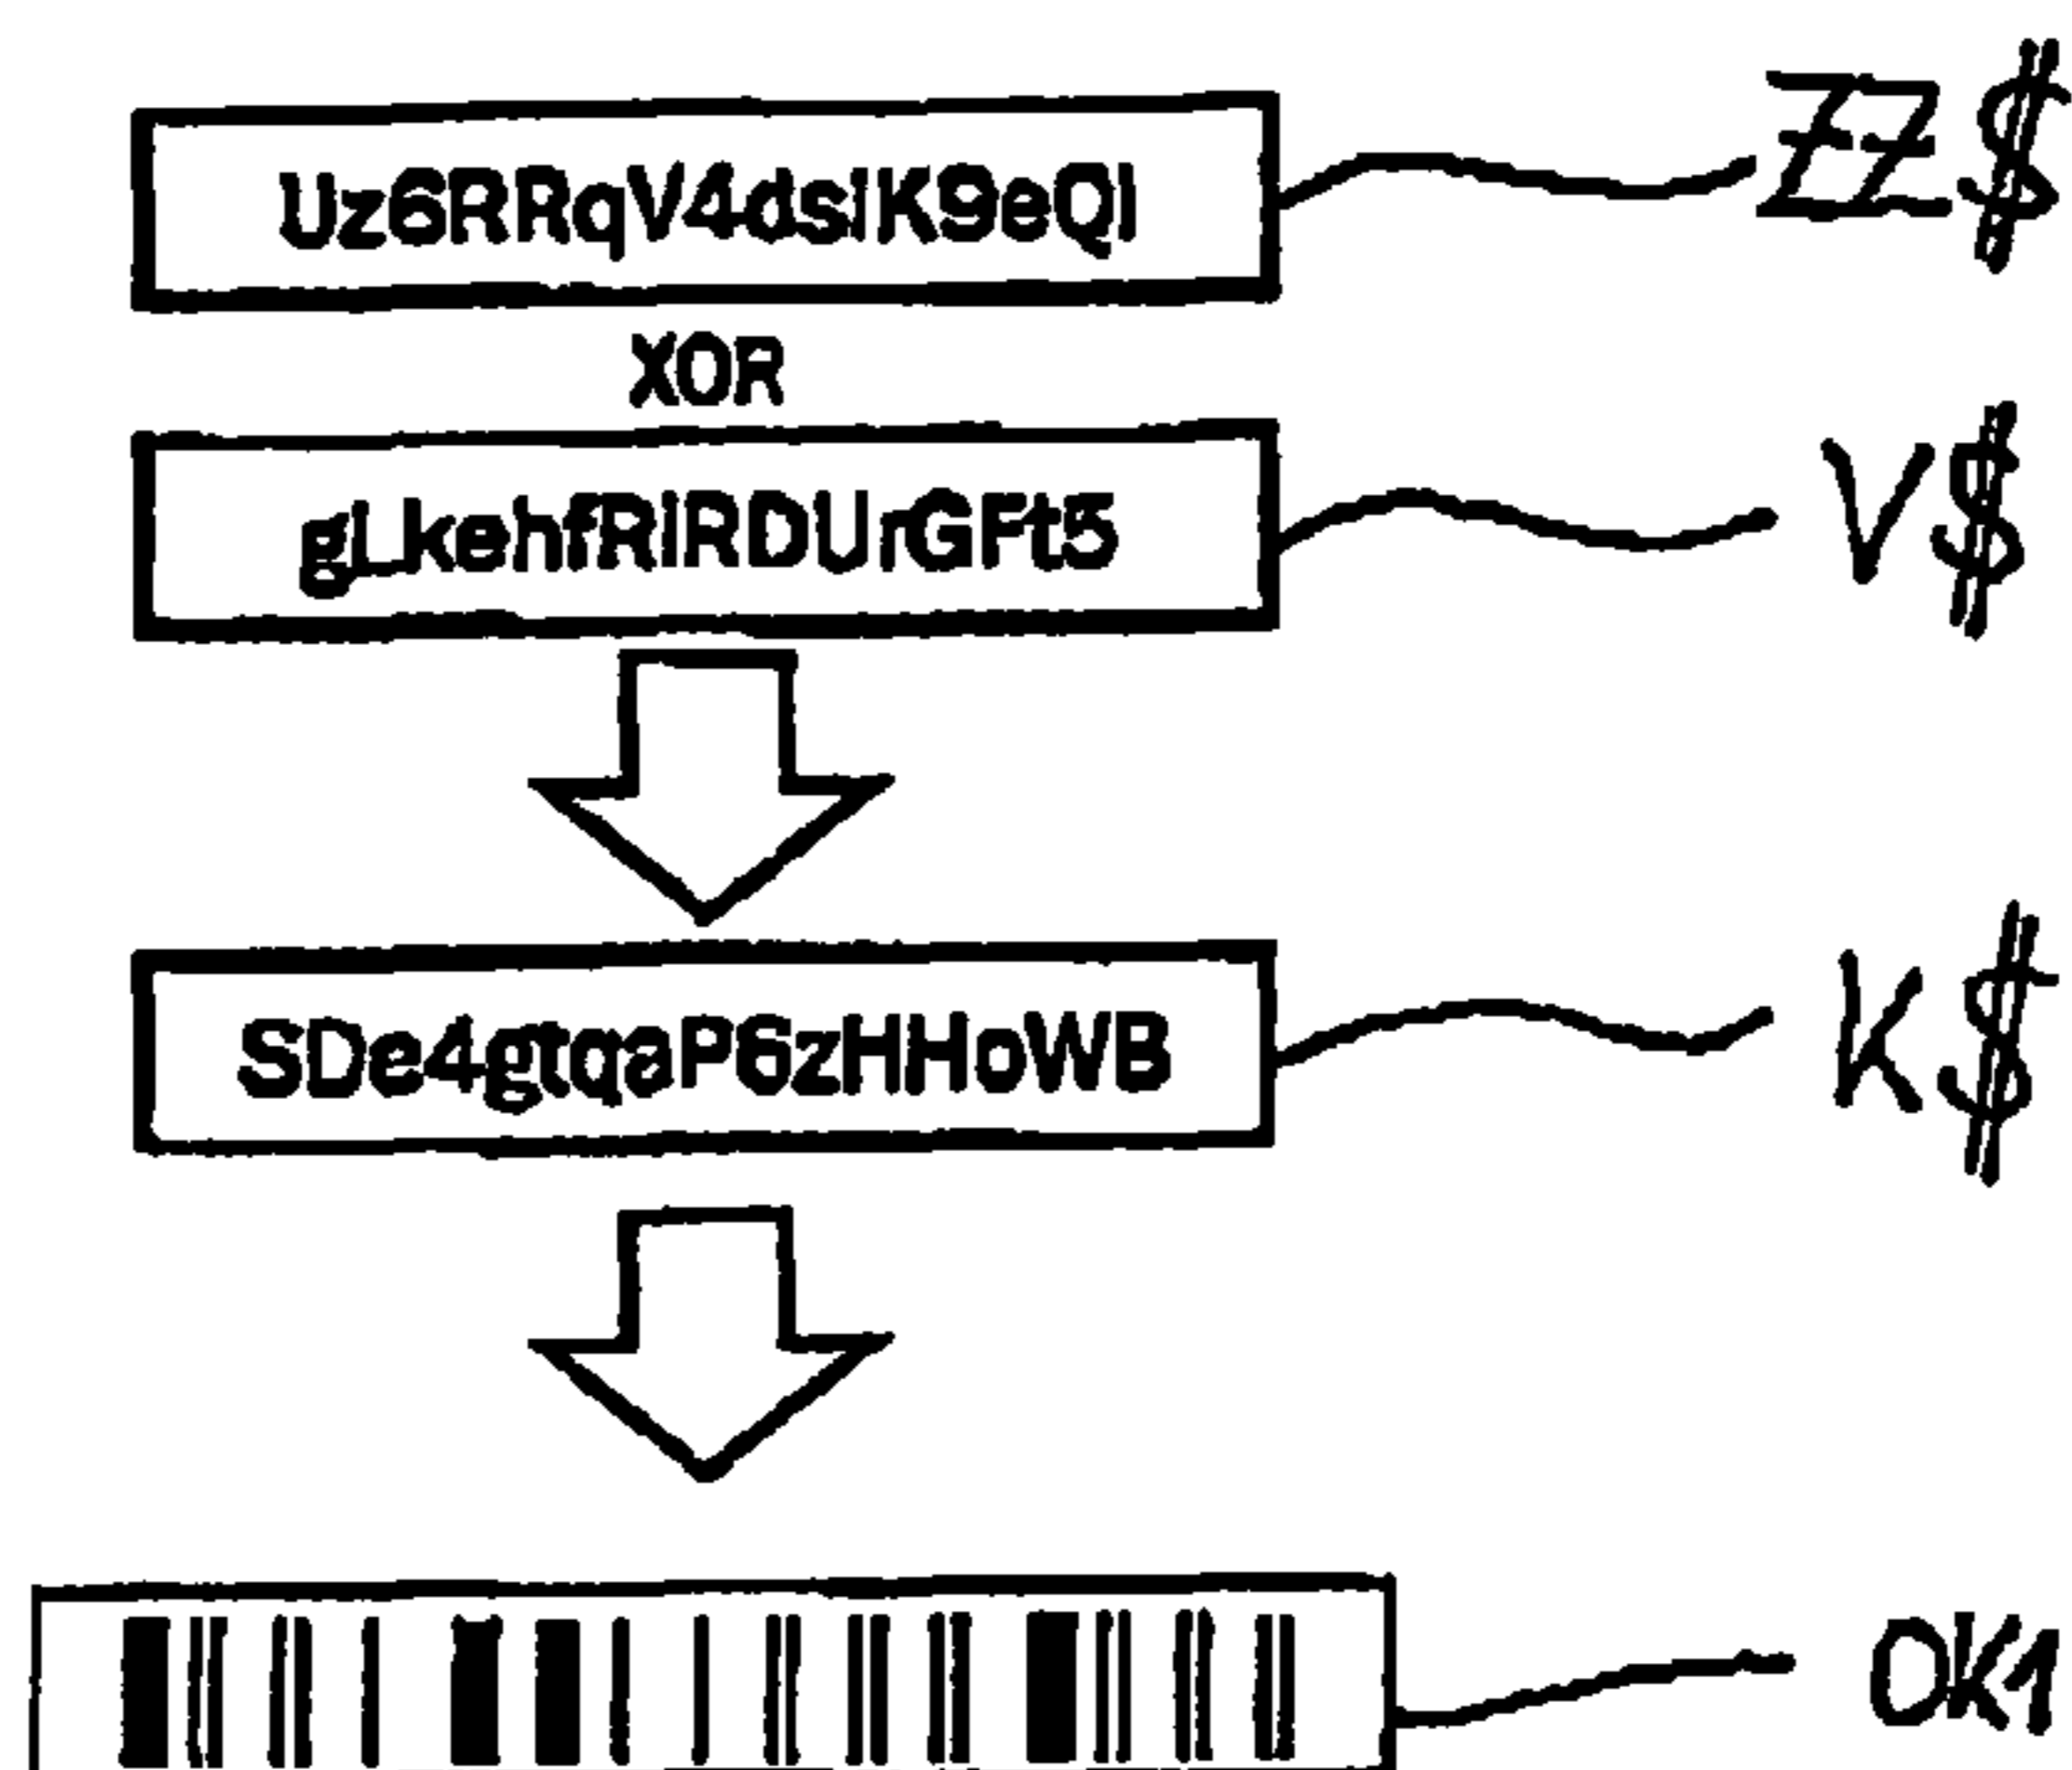 Uz6RRqV4dsIK9eQI ZZ$
XOR
gLkehfRIRDUrGFt5 V$
SDe4gtqaP6zHHoWB K$
OK1